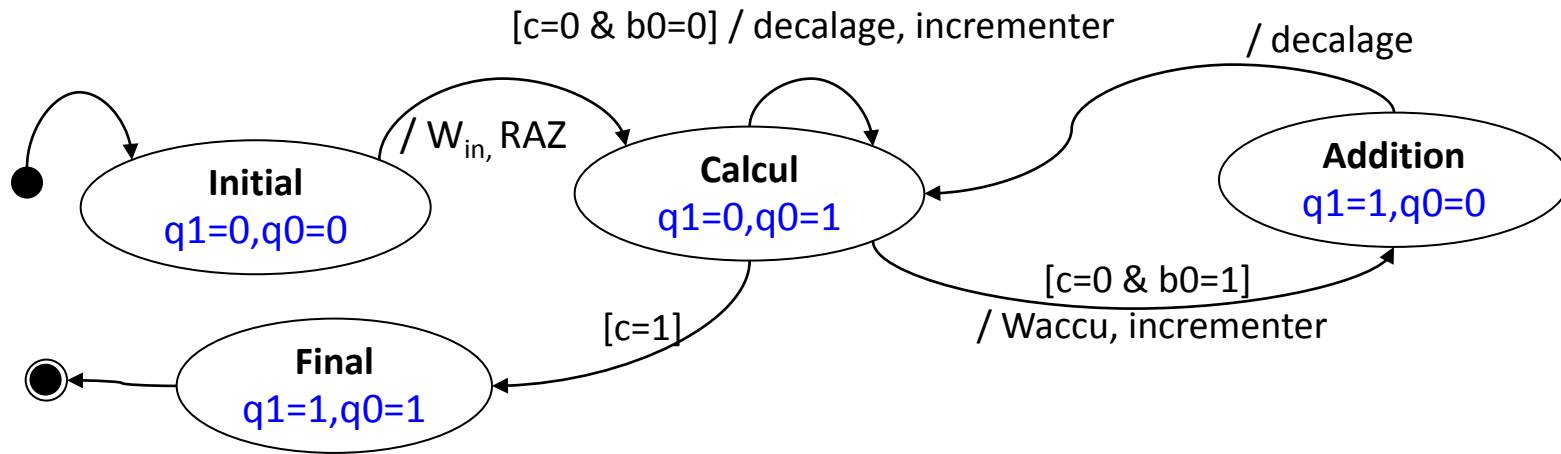 [c=0 & b0=0] / decalage, incrementer
/ decalage
/ Win, RAZ
Initial
q1=0,q0=0
Calcul
q1=0,q0=1
Addition
q1=1,q0=0
[c=0 & b0=1]
/ Waccu, incrementer
[c=1]
Final
q1=1,q0=1